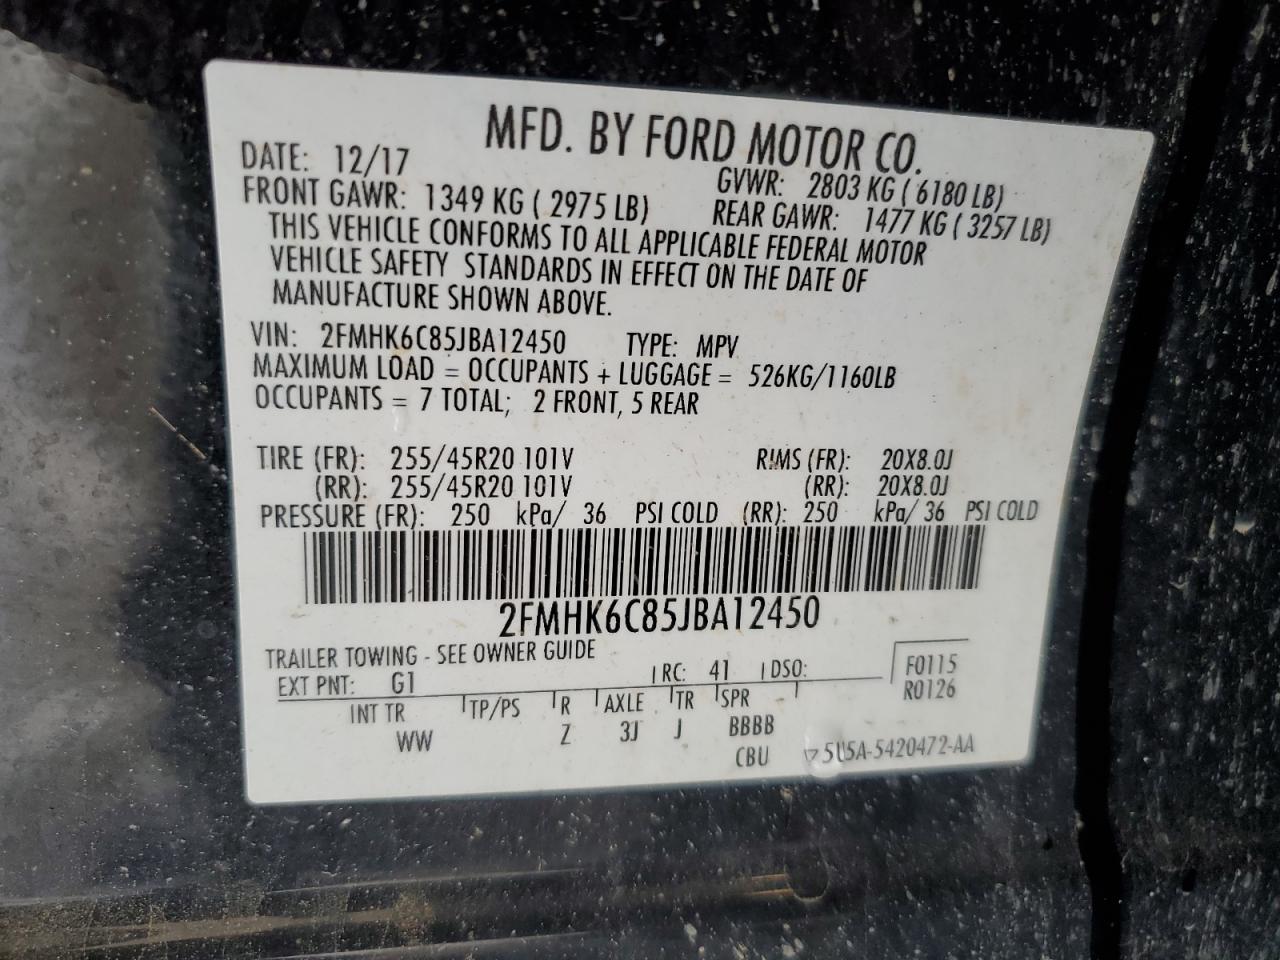 MFD. BY FORD MOTOR CO.
DATE: 12/17 GVWR: 2803 KG ( 6180 LB)
FRONT GAWR: 1349 KG ( 2975 LB) REAR GAWR: 1477 KG ( 3257 LB)
THIS VEHICLE CONFORMS TO ALL APPLICABLE FEDERAL MOTOR
VEHICLE SAFETY STANDARDS IN EFFECT ON THE DATE OF
MANUFACTURE SHOWN ABOVE.
VIN: 2FMHK6C85JBA12450 TYPE: MPV
MAXIMUM LOAD = OCCUPANTS + LUGGAGE = 526KG/1160LB
OCCUPANTS = 7 TOTAL; 2 FRONT, 5 REAR
TIRE (FR): 255/45R20 101V RIMS (FR): 20X8.0J
(RR): 255/45R20 101V (RR): 20X8.0J
PRESSURE (FR): 250 kPa/ 36 PSI COLD (RR): 250 kPa/ 36 PSI COLD
2FMHK6C85JBA12450
TRAILER TOWING - SEE OWNER GUIDE
EXT PNT: G1 RC: 41 DSO: F0115
R0126
INT TR TP/PS R AXLE TR SPR
WW Z 3J J BBBB
CBU 5U5A-5420472-AA